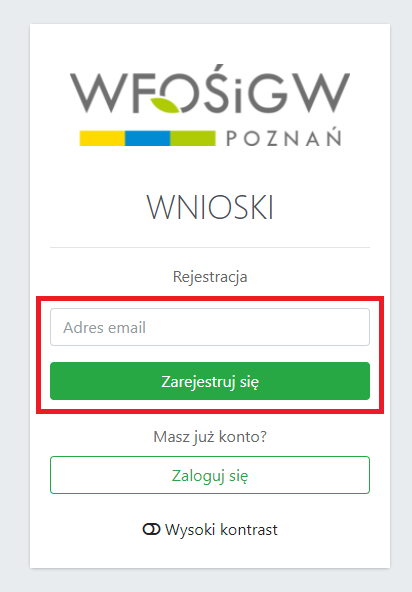 WFOŚiGW
POZNAŃ
WNIOSKI
Rejestracja
Adres email
Zarejestruj się
Masz już konto?
Zaloguj się
Wysoki kontrast